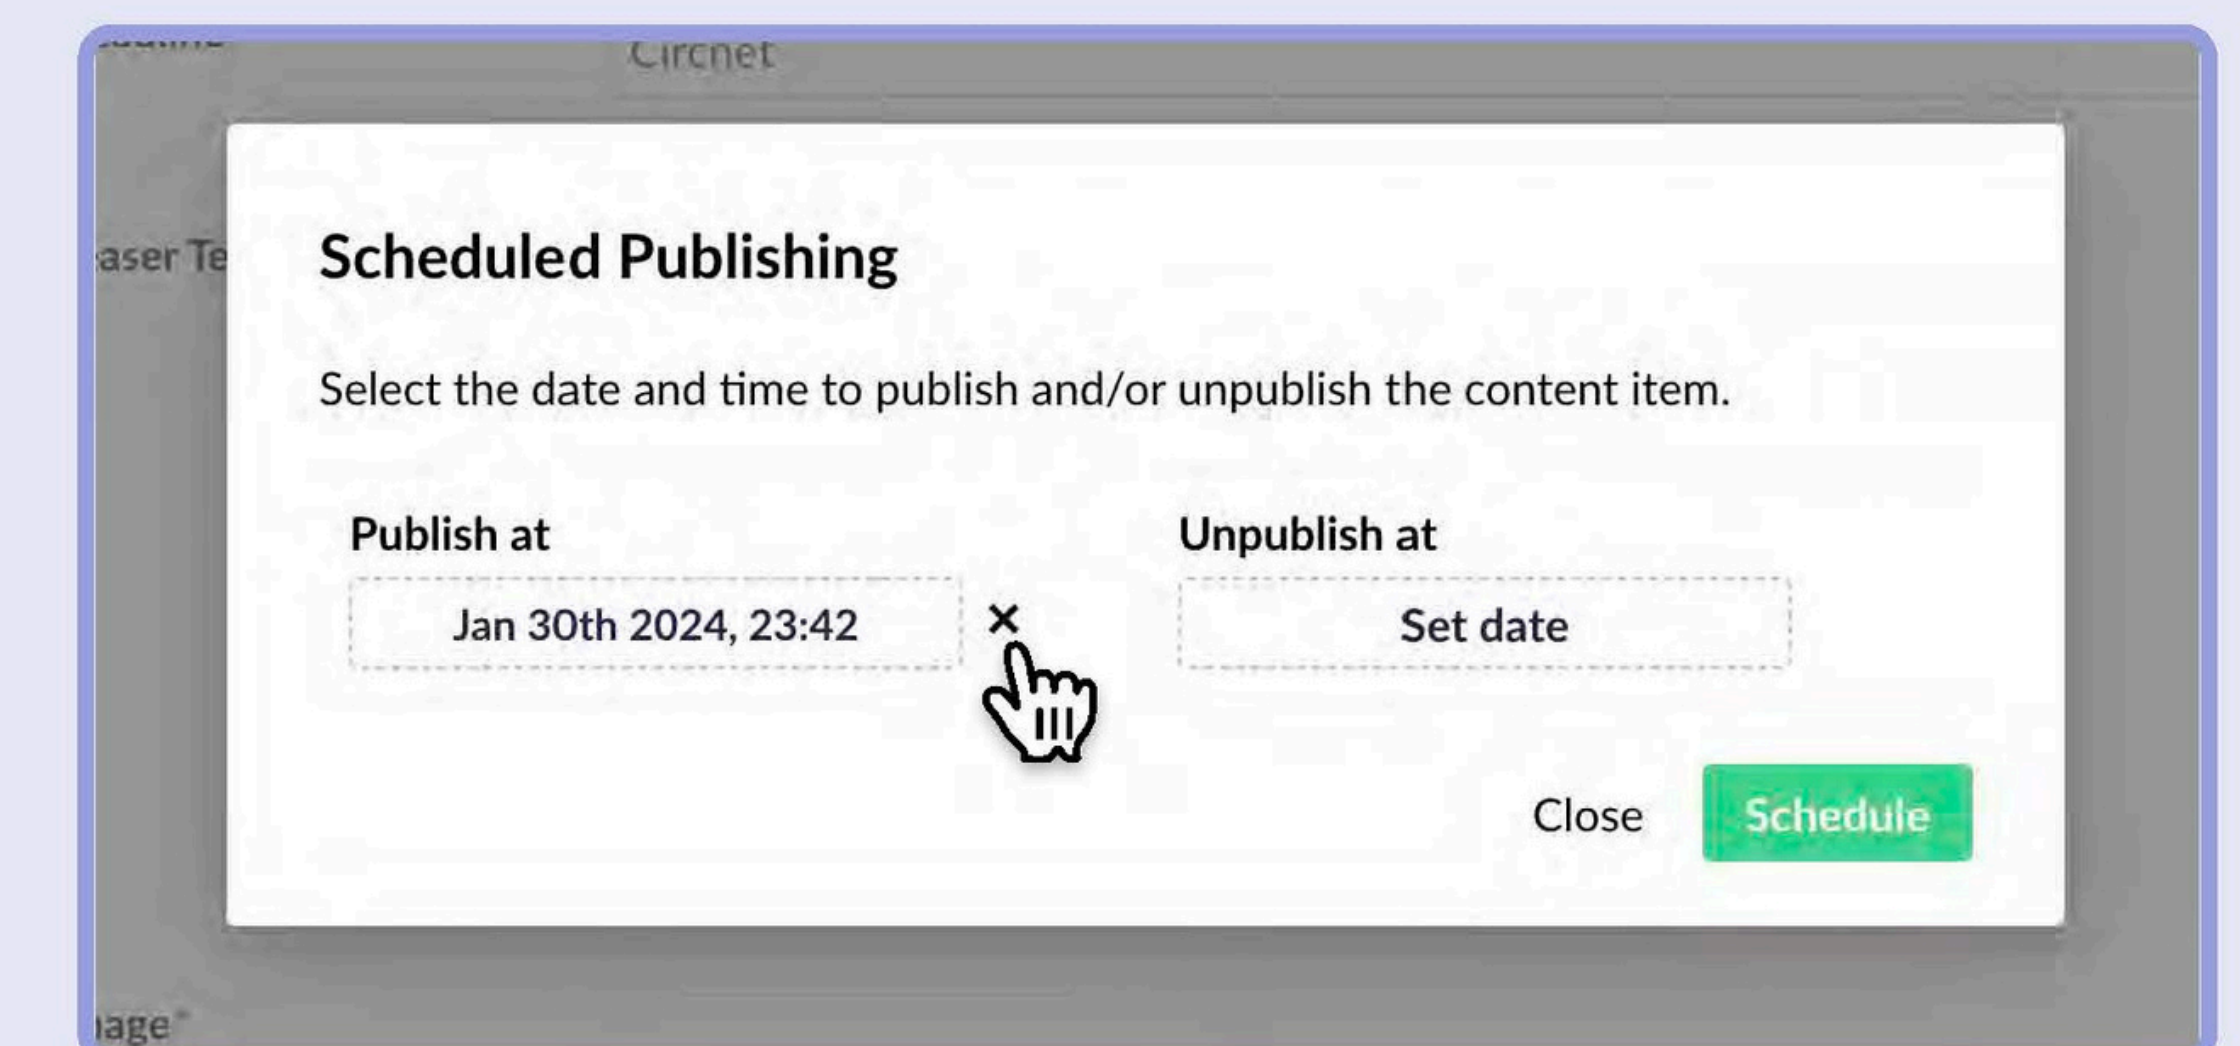 Circnet
Scheduled Publishing
Select the date and time to publish and/or unpublish the content item.
Publish at
Unpublish at
Jan 30th 2024, 23:42
×
Set date
Close
Schedule